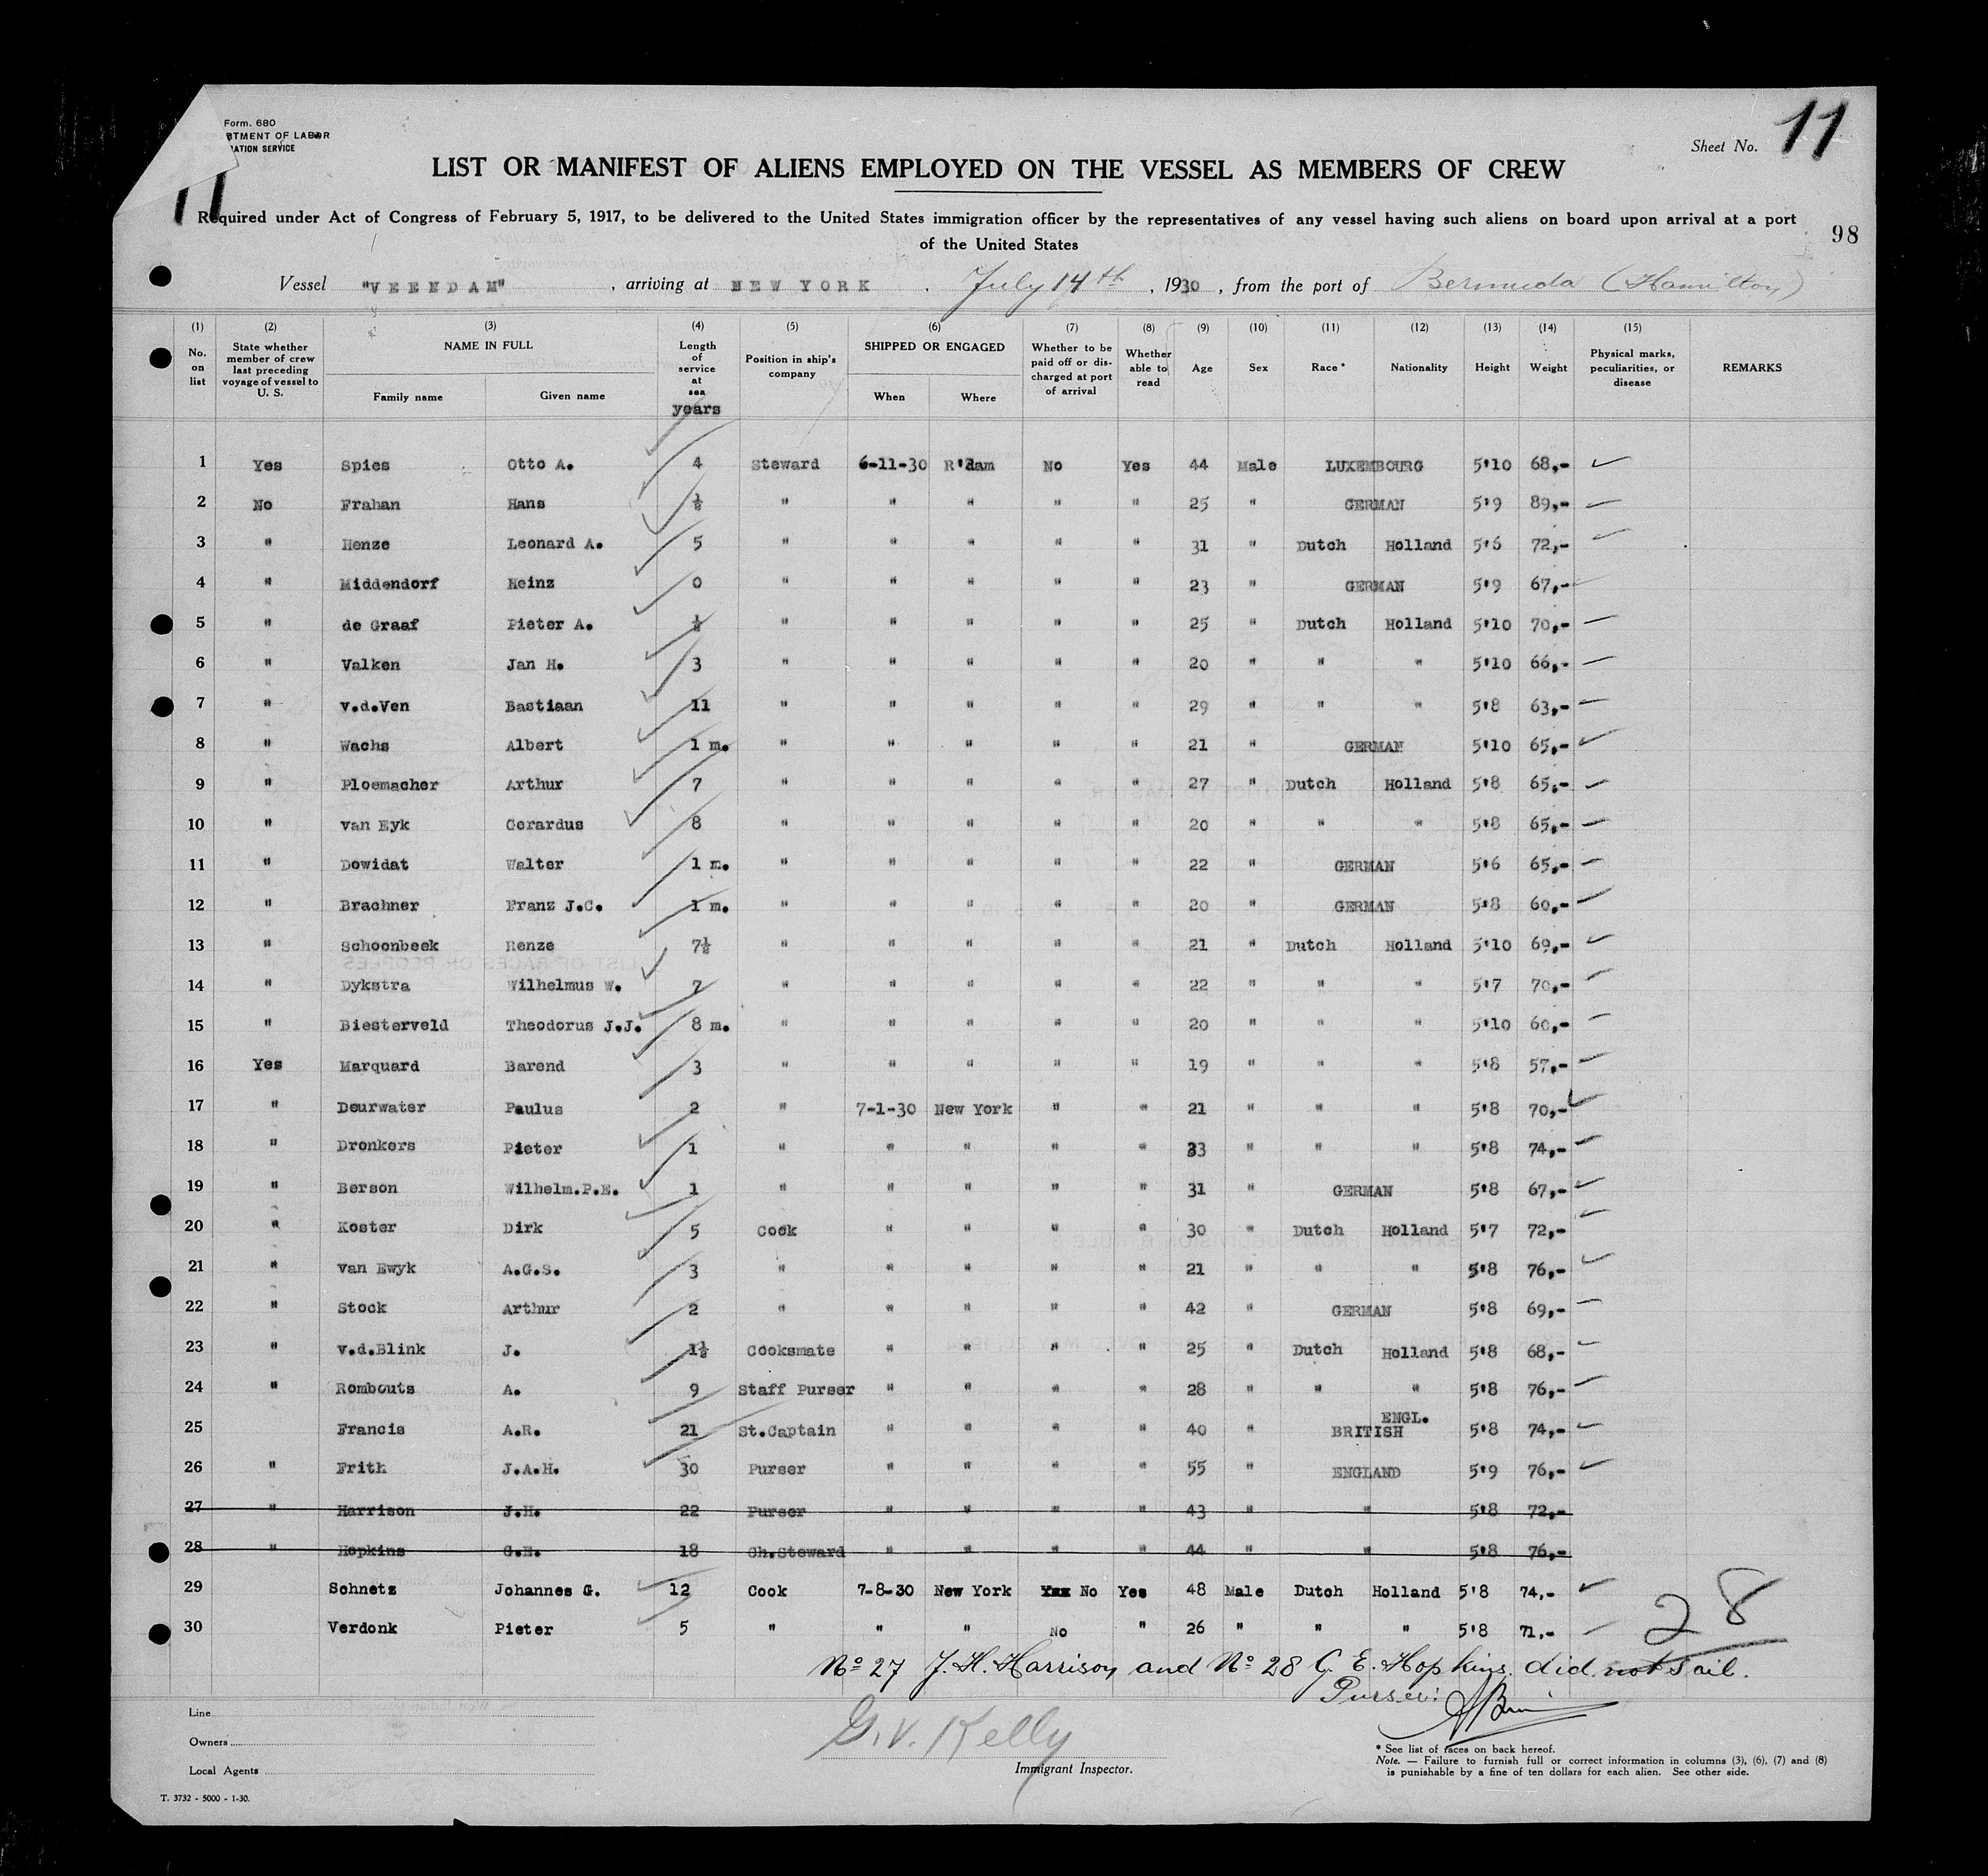 Form. 680
RTMENT OF LABOR
RATION SERVICE
Sheet No. 11
11
LIST OR MANIFEST OF ALIENS EMPLOYED ON THE VESSEL AS MEMBERS OF CREW
Required under Act of Congress of February 5, 1917, to be delivered to the United States immigration officer by the representatives of any vessel having such aliens on board upon arrival at a port
of the United States
98
Vessel "VEENDAM", arriving at NEW YORK, July 14th, 1930, from the port of Bermuda (Hamilton)
(1) (2) (3) (4) (5) (6) (7) (8) (9) (10) (11) (12) (13) (14) (15)
No. on list State whether member of crew last preceding voyage of vessel to U. S. NAME IN FULL Family name Given name Length of service at sea years Position in ship's company SHIPPED OR ENGAGED When Where Whether to be paid off or discharged at port of arrival Whether able to read Age Sex Race * Nationality Height Weight Physical marks, peculiarities, or disease REMARKS
1 Yes Spies Otto A. 4 Steward 6-11-30 R'dam No Yes 44 Male LUXEMBOURG 5'10 68,-
2 No Frahan Hans ½ " " " " " 25 " GERMAN 5'9 89,-
3 " Henze Leonard A. 5 " " " " " 31 " Dutch Holland 5'6 72,-
4 " Middendorf Heinz 0 " " " " " 23 " GERMAN 5'9 67,-
5 " de Graaf Pieter A. ½ " " " " " 25 " Dutch Holland 5'10 70,-
6 " Valken Jan H. 3 " " " " " 20 " " " 5'10 66,-
7 " v.d.Ven Bastiaan 11 " " " " " 29 " " " 5'8 63,-
8 " Wachs Albert 1 m. " " " " " 21 " GERMAN 5'10 65,-
9 " Ploemacher Arthur 7 " " " " " 27 " Dutch Holland 5'8 65,-
10 " van Eyk Gerardus 8 " " " " " 20 " " " 5'8 65,-
11 " Dowidat Walter 1 m. " " " " " 22 " GERMAN 5'6 65,-
12 " Brachner Franz J.C. 1 m. " " " " " 20 " GERMAN 5'8 60,-
13 " Schoonbeek Renze 7½ " " " " " 21 " Dutch Holland 5'10 69,-
14 " Dykstra Wilhelmus W. 7 " " " " " 22 " " " 5'7 70,-
15 " Biesterveld Theodorus J.J. 8 m. " " " " " 20 " " " 5'10 60,-
16 Yes Marquard Barend 3 " " " " " 19 " " " 5'8 57,-
17 " Deurwater Paulus 2 " 7-1-30 New York " " 21 " " " 5'8 70,-
18 " Dronkers Pieter 1 " " " " " 33 " " " 5'8 74,-
19 " Berson Wilhelm.P.E. 1 " " " " " 31 " GERMAN 5'8 67,-
20 " Koster Dirk 5 Cook " " " " 30 " Dutch Holland 5'7 72,-
21 " van Ewyk A.G.S. 3 " " " " " 21 " " " 5'8 76,-
22 " Stock Arthur 2 " " " " " 42 " GERMAN 5'8 69,-
23 " v.d.Blink J. 1½ Cooksmate " " " " 25 " Dutch Holland 5'8 68,-
24 " Rombouts A. 9 Staff Purser " " " " 28 " " " 5'8 76,-
25 Francis A.R. 21 St.Captain " " " " 40 " BRITISH ENGL. 5'8 74,-
26 " Frith J.A.H. 30 Purser " " " " 55 " ENGLAND 5'9 76,-
27 " Harrison J.H. 22 Purser " " " " 43 " " 5'8 72,-
28 " Hopkins G.E. 18 Ch.Steward " " " " 44 " " 5'8 76,-
29 Schnetz Johannes G. 12 Cook 7-8-30 New York No Yes 48 Male Dutch Holland 5'8 74,-
30 Verdonk Pieter 5 " " " No " 26 " " " 5'8 71,-
28
No 27 J. H. Harrison and No 28 G. E. Hopkins did not sail.
Purser:
Line
Owners
Local Agents
G. V. Kelly
Immigrant Inspector.
* See list of races on back hereof.
Note. — Failure to furnish full or correct information in columns (3), (6), (7) and (8)
is punishable by a fine of ten dollars for each alien. See other side.
T. 3732 - 5000 - 1-30.